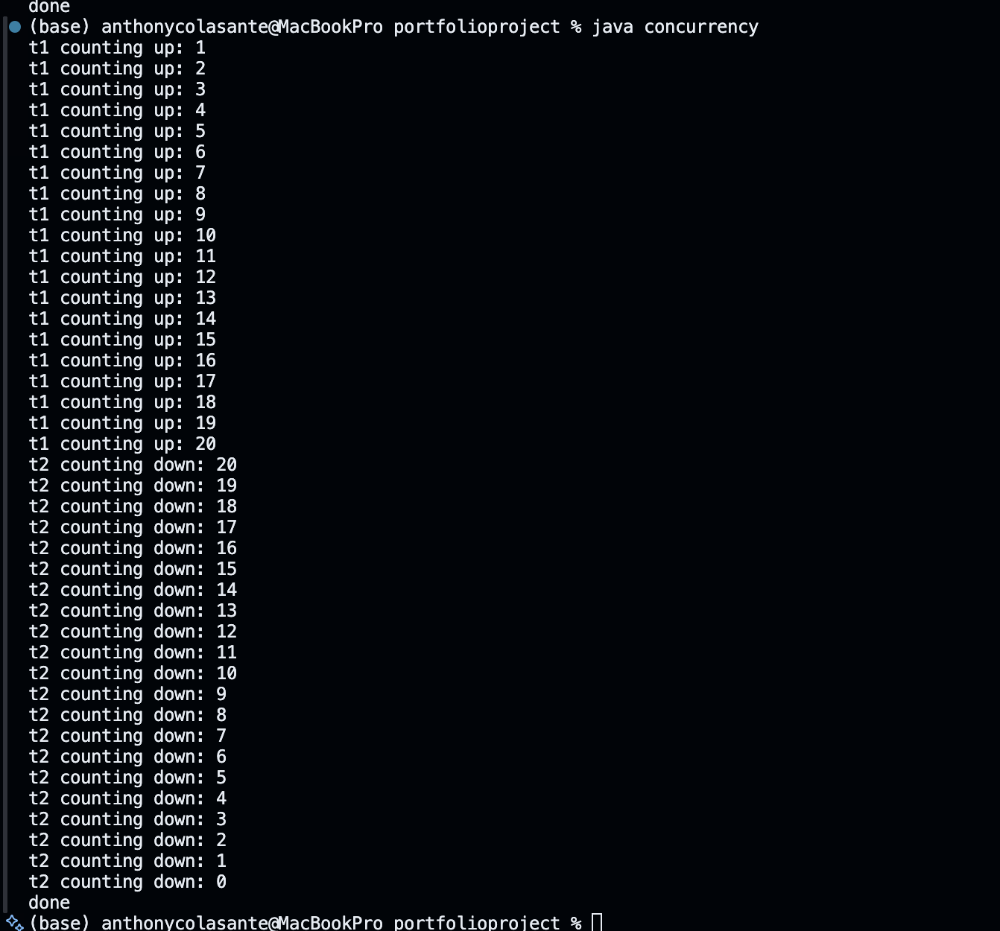 done
(base) anthonycolasante@MacBookPro portfolioproject % java concurrency
t1 counting up: 1
t1 counting up: 2
t1 counting up: 3
t1 counting up: 4
t1 counting up: 5
t1 counting up: 6
t1 counting up: 7
t1 counting up: 8
t1 counting up: 9
t1 counting up: 10
t1 counting up: 11
t1 counting up: 12
t1 counting up: 13
t1 counting up: 14
t1 counting up: 15
t1 counting up: 16
t1 counting up: 17
t1 counting up: 18
t1 counting up: 19
t1 counting up: 20
t2 counting down: 20
t2 counting down: 19
t2 counting down: 18
t2 counting down: 17
t2 counting down: 16
t2 counting down: 15
t2 counting down: 14
t2 counting down: 13
t2 counting down: 12
t2 counting down: 11
t2 counting down: 10
t2 counting down: 9
t2 counting down: 8
t2 counting down: 7
t2 counting down: 6
t2 counting down: 5
t2 counting down: 4
t2 counting down: 3
t2 counting down: 2
t2 counting down: 1
t2 counting down: 0
done
(base) anthonycolasante@MacBookPro portfolioproject %